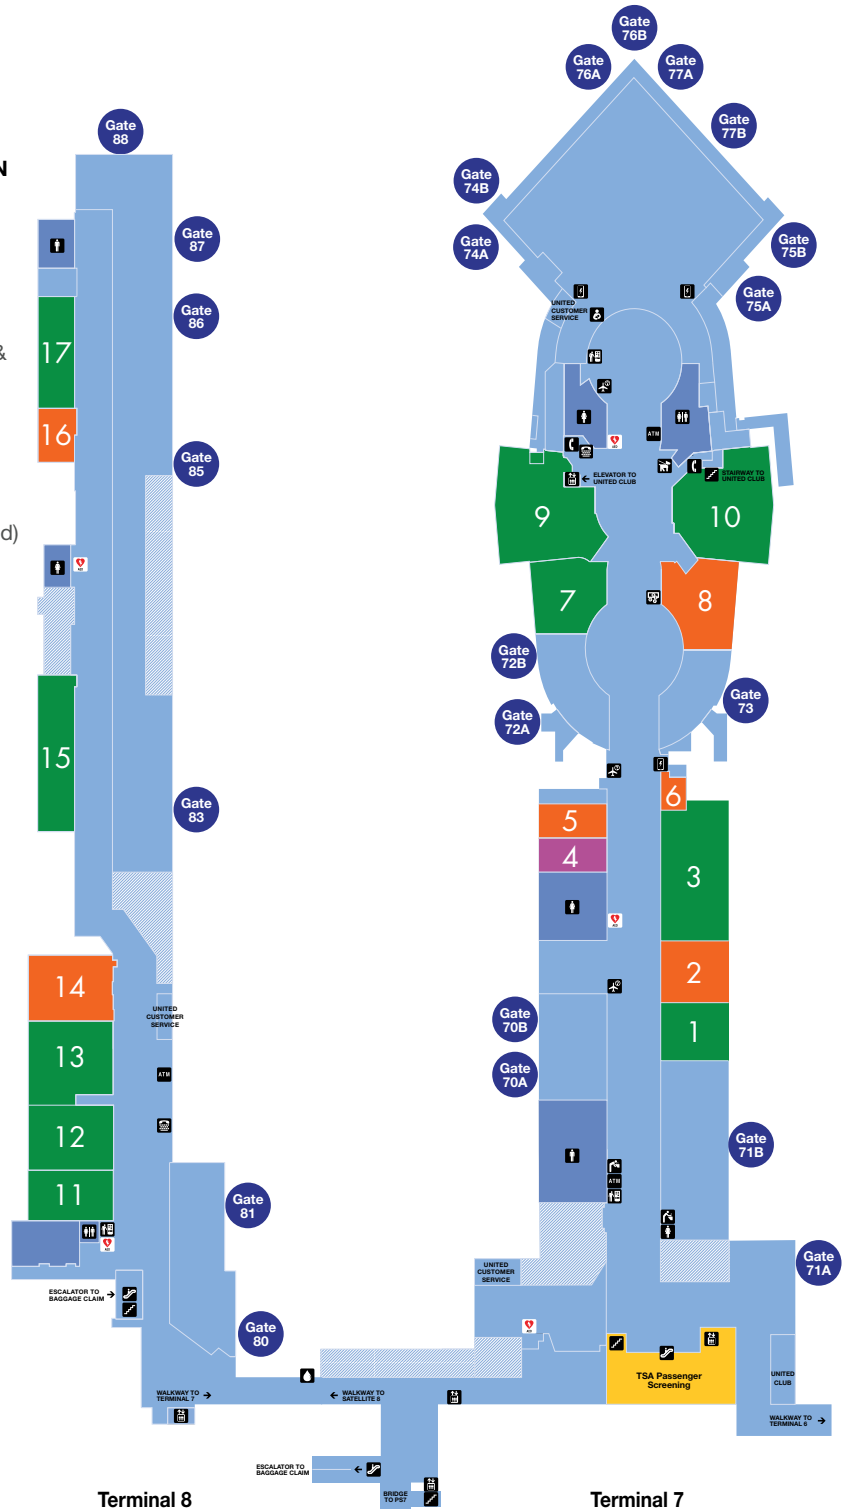 Gate
76B
Gate
76A
Gate
77A
Gate
88
Gate
77B
N
Gate
74B
Gate
87
Gate
74A
Gate
75B
Gate
75A
Gate
86
UNITED
CUSTOMER
SERVICE
&
17
16
ATM
AED
Gate
85
ELEVATOR TO
UNITED CLUB
STAIRWAY TO
UNITED CLUB
9
10
d)
AED
7
8
Gate
72B
Gate
73
Gate
72A
15
6
Gate
83
5
4
3
AED
14
2
UNITED
CUSTOMER
SERVICE
Gate
70B
1
13
ATM
Gate
70A
12
Gate
71B
ATM
11
Gate
81
AED
UNITED
CUSTOMER
SERVICE
Gate
71A
ESCALATOR TO
BAGGAGE CLAIM
Gate
80
AED
TSA Passenger
Screening
UNITED
CLUB
WALKWAY TO
TERMINAL 7
WALKWAY TO
SATELLITE 8
WALKWAY TO
TERMINAL 6
ESCALATOR TO
BAGGAGE CLAIM
BRIDGE
TO PS7
Terminal 8
Terminal 7